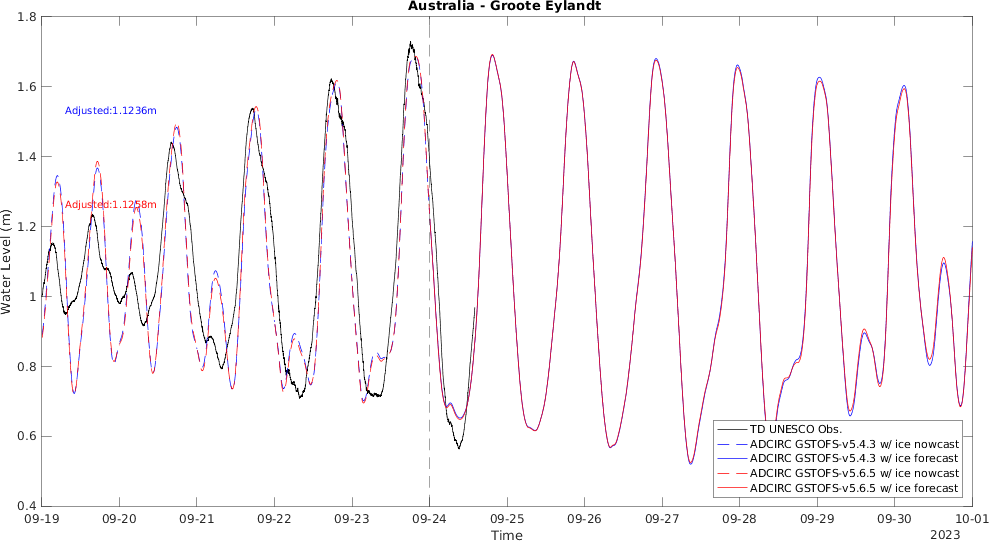 Australia - Groote Eylandt
Water Level (m)
1.8
1.6
1.4
1.2
1
0.8
0.6
0.4
Adjusted:1.1236m
Adjusted:1.1258m
TD UNESCO Obs.
ADCIRC GSTOFS-v5.4.3 w/ ice nowcast
ADCIRC GSTOFS-v5.4.3 w/ ice forecast
ADCIRC GSTOFS-v5.6.5 w/ ice nowcast
ADCIRC GSTOFS-v5.6.5 w/ ice forecast
09-19 09-20 09-21 09-22 09-23 09-24 09-25 09-26 09-27 09-28 09-29 09-30 10-01
Time
2023